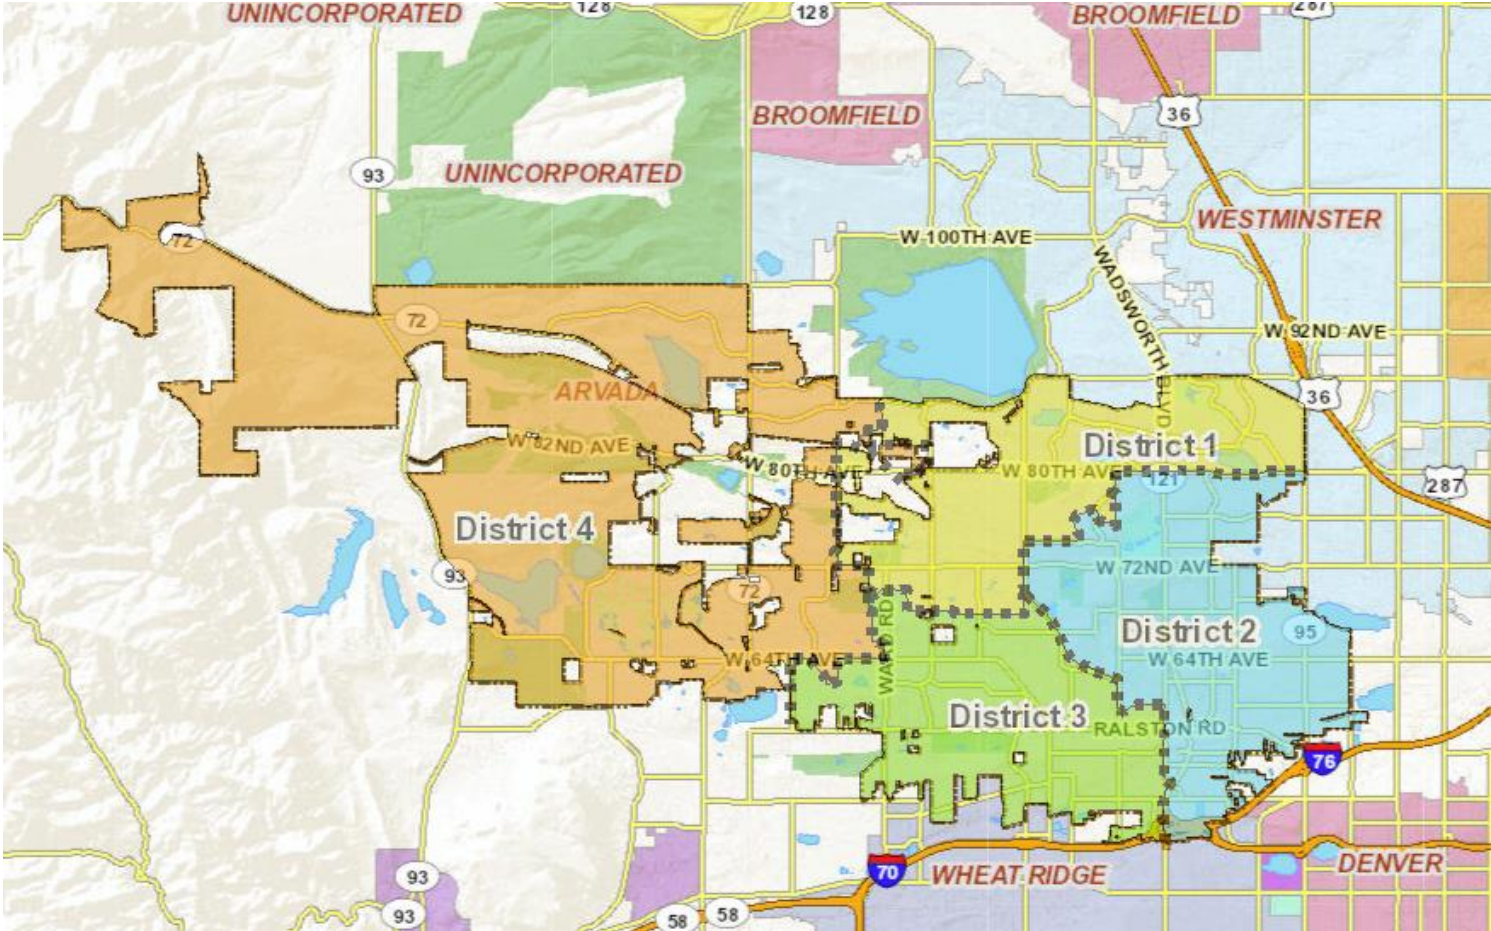 UNINCORPORATED
128
128
BROOMFIELD
287
36
BROOMFIELD
93
UNINCORPORATED
WESTMINSTER
W 100TH AVE
72
WADSWORTH BLVD
72
W 92ND AVE
ARVADA
36
W 82ND AVE
District 1
W 80TH AVE
W 80TH AVE
121
287
District 4
W 72ND AVE
93
72
District 2
95
W 64TH AVE
W 64TH AVE
WARD RD
District 3
RALSTON RD
76
70
WHEAT RIDGE
DENVER
93
93
58
58